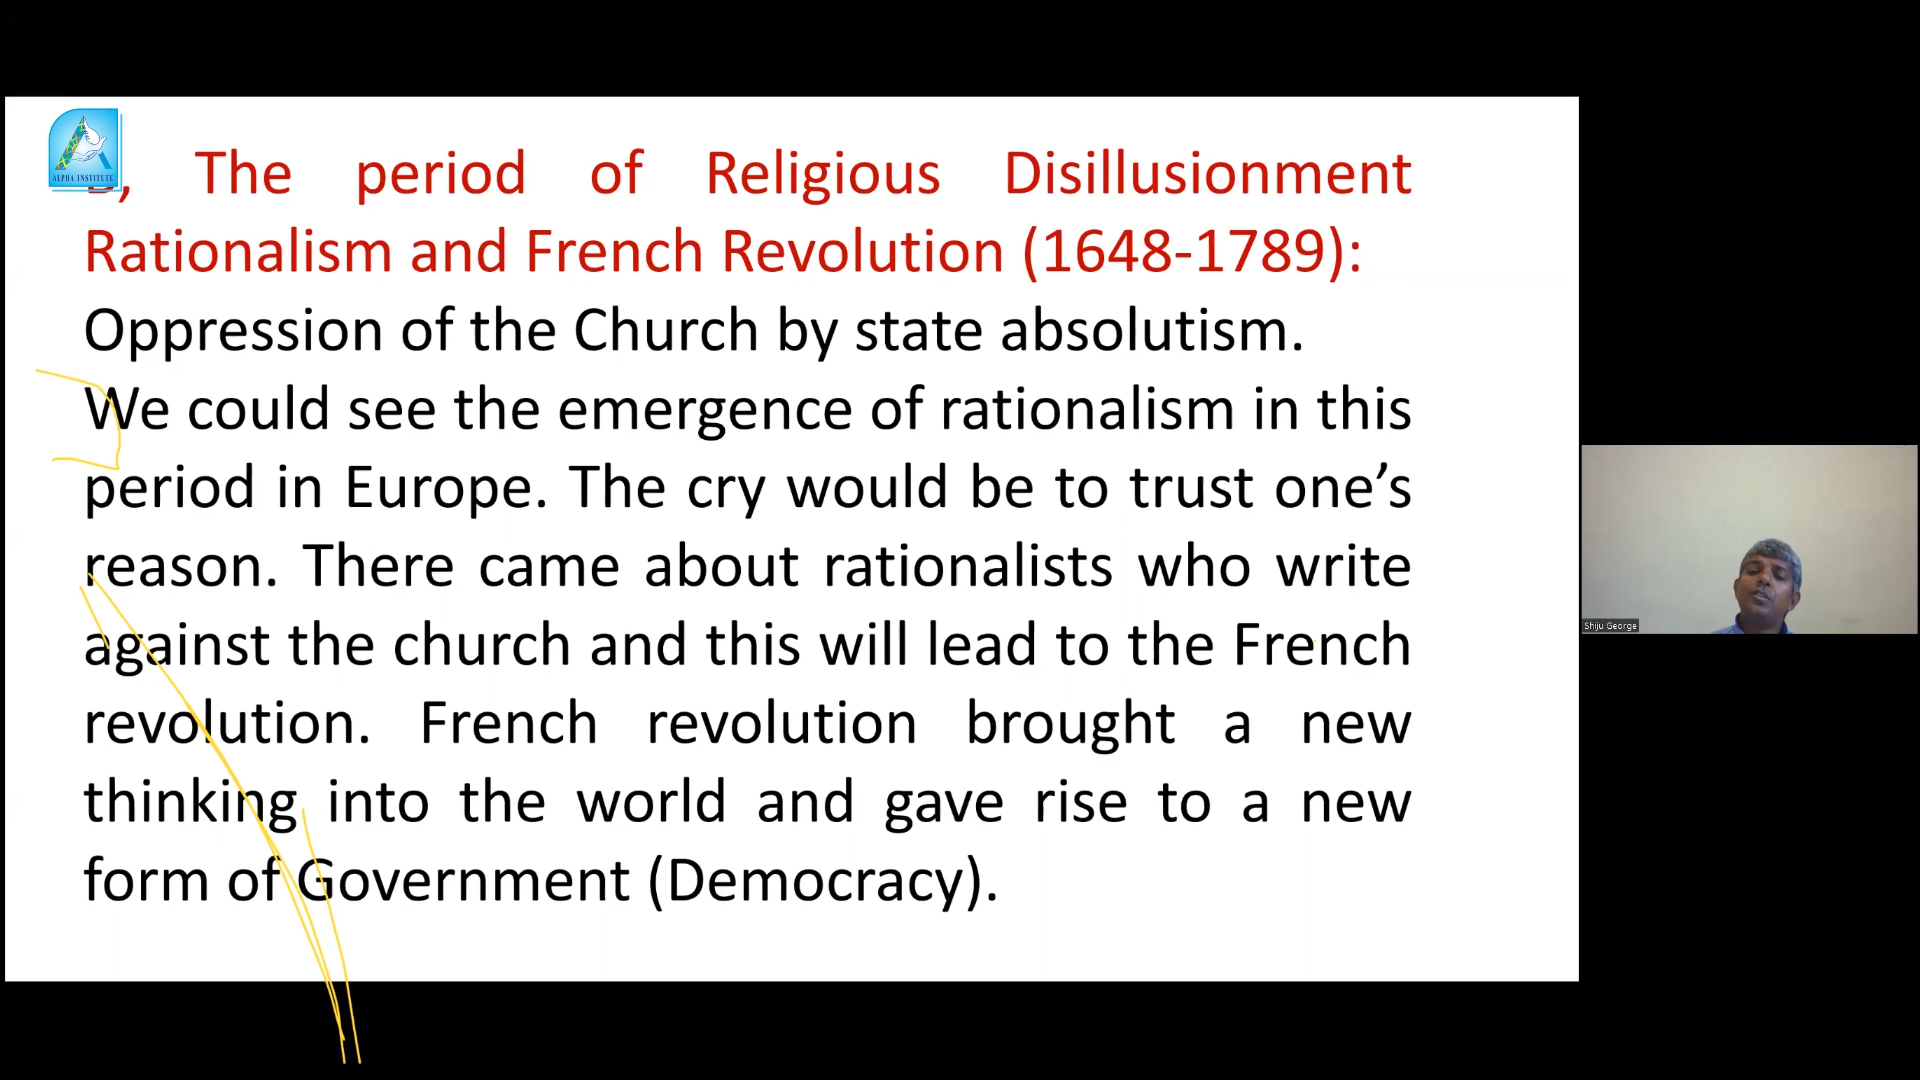 ALPHA INSTITUTE
The period of Religious Disillusionment
Rationalism and French Revolution (1648-1789):
Oppression of the Church by state absolutism.
We could see the emergence of rationalism in this
period in Europe. The cry would be to trust one’s
reason. There came about rationalists who write
against the church and this will lead to the French
revolution. French revolution brought a new
thinking into the world and gave rise to a new
form of Government (Democracy).
Shiju George